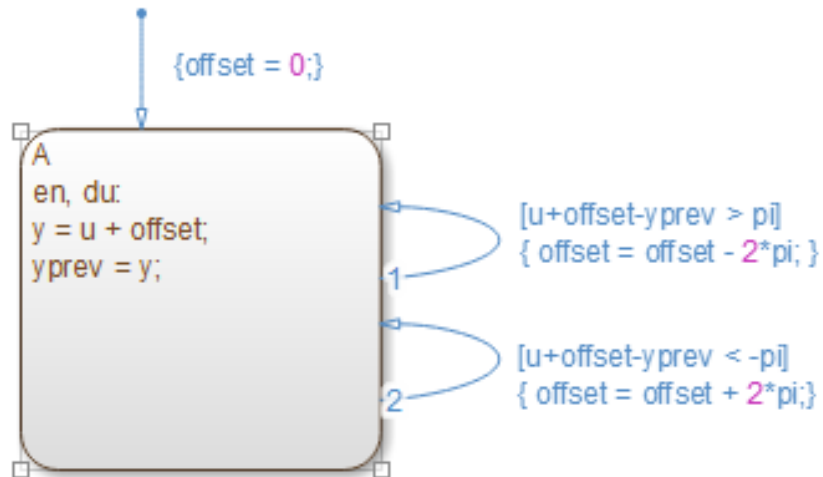 {offset = 0;}
A
en, du:
y = u + offset;
yprev = y;
[u+offset-yprev > pi]
{ offset = offset - 2*pi; }
1
[u+offset-yprev < -pi]
{ offset = offset + 2*pi;}
2